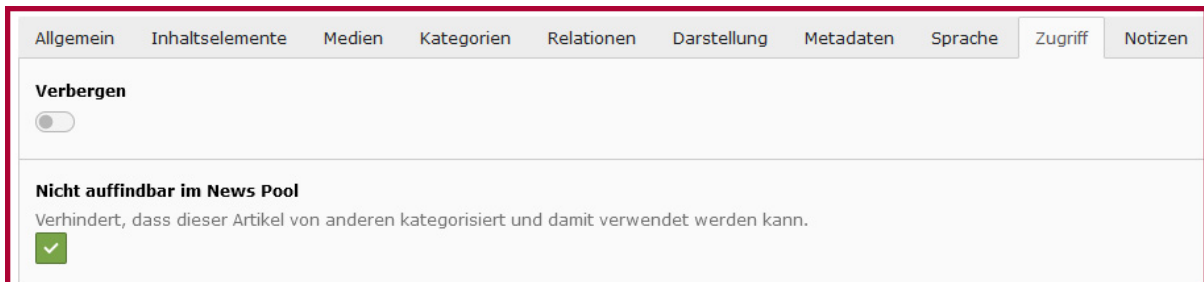 Allgemein Inhaltselemente Medien Kategorien Relationen Darstellung Metadaten Sprache Zugriff Notizen
Verbergen
Nicht auffindbar im News Pool
Verhindert, dass dieser Artikel von anderen kategorisiert und damit verwendet werden kann.